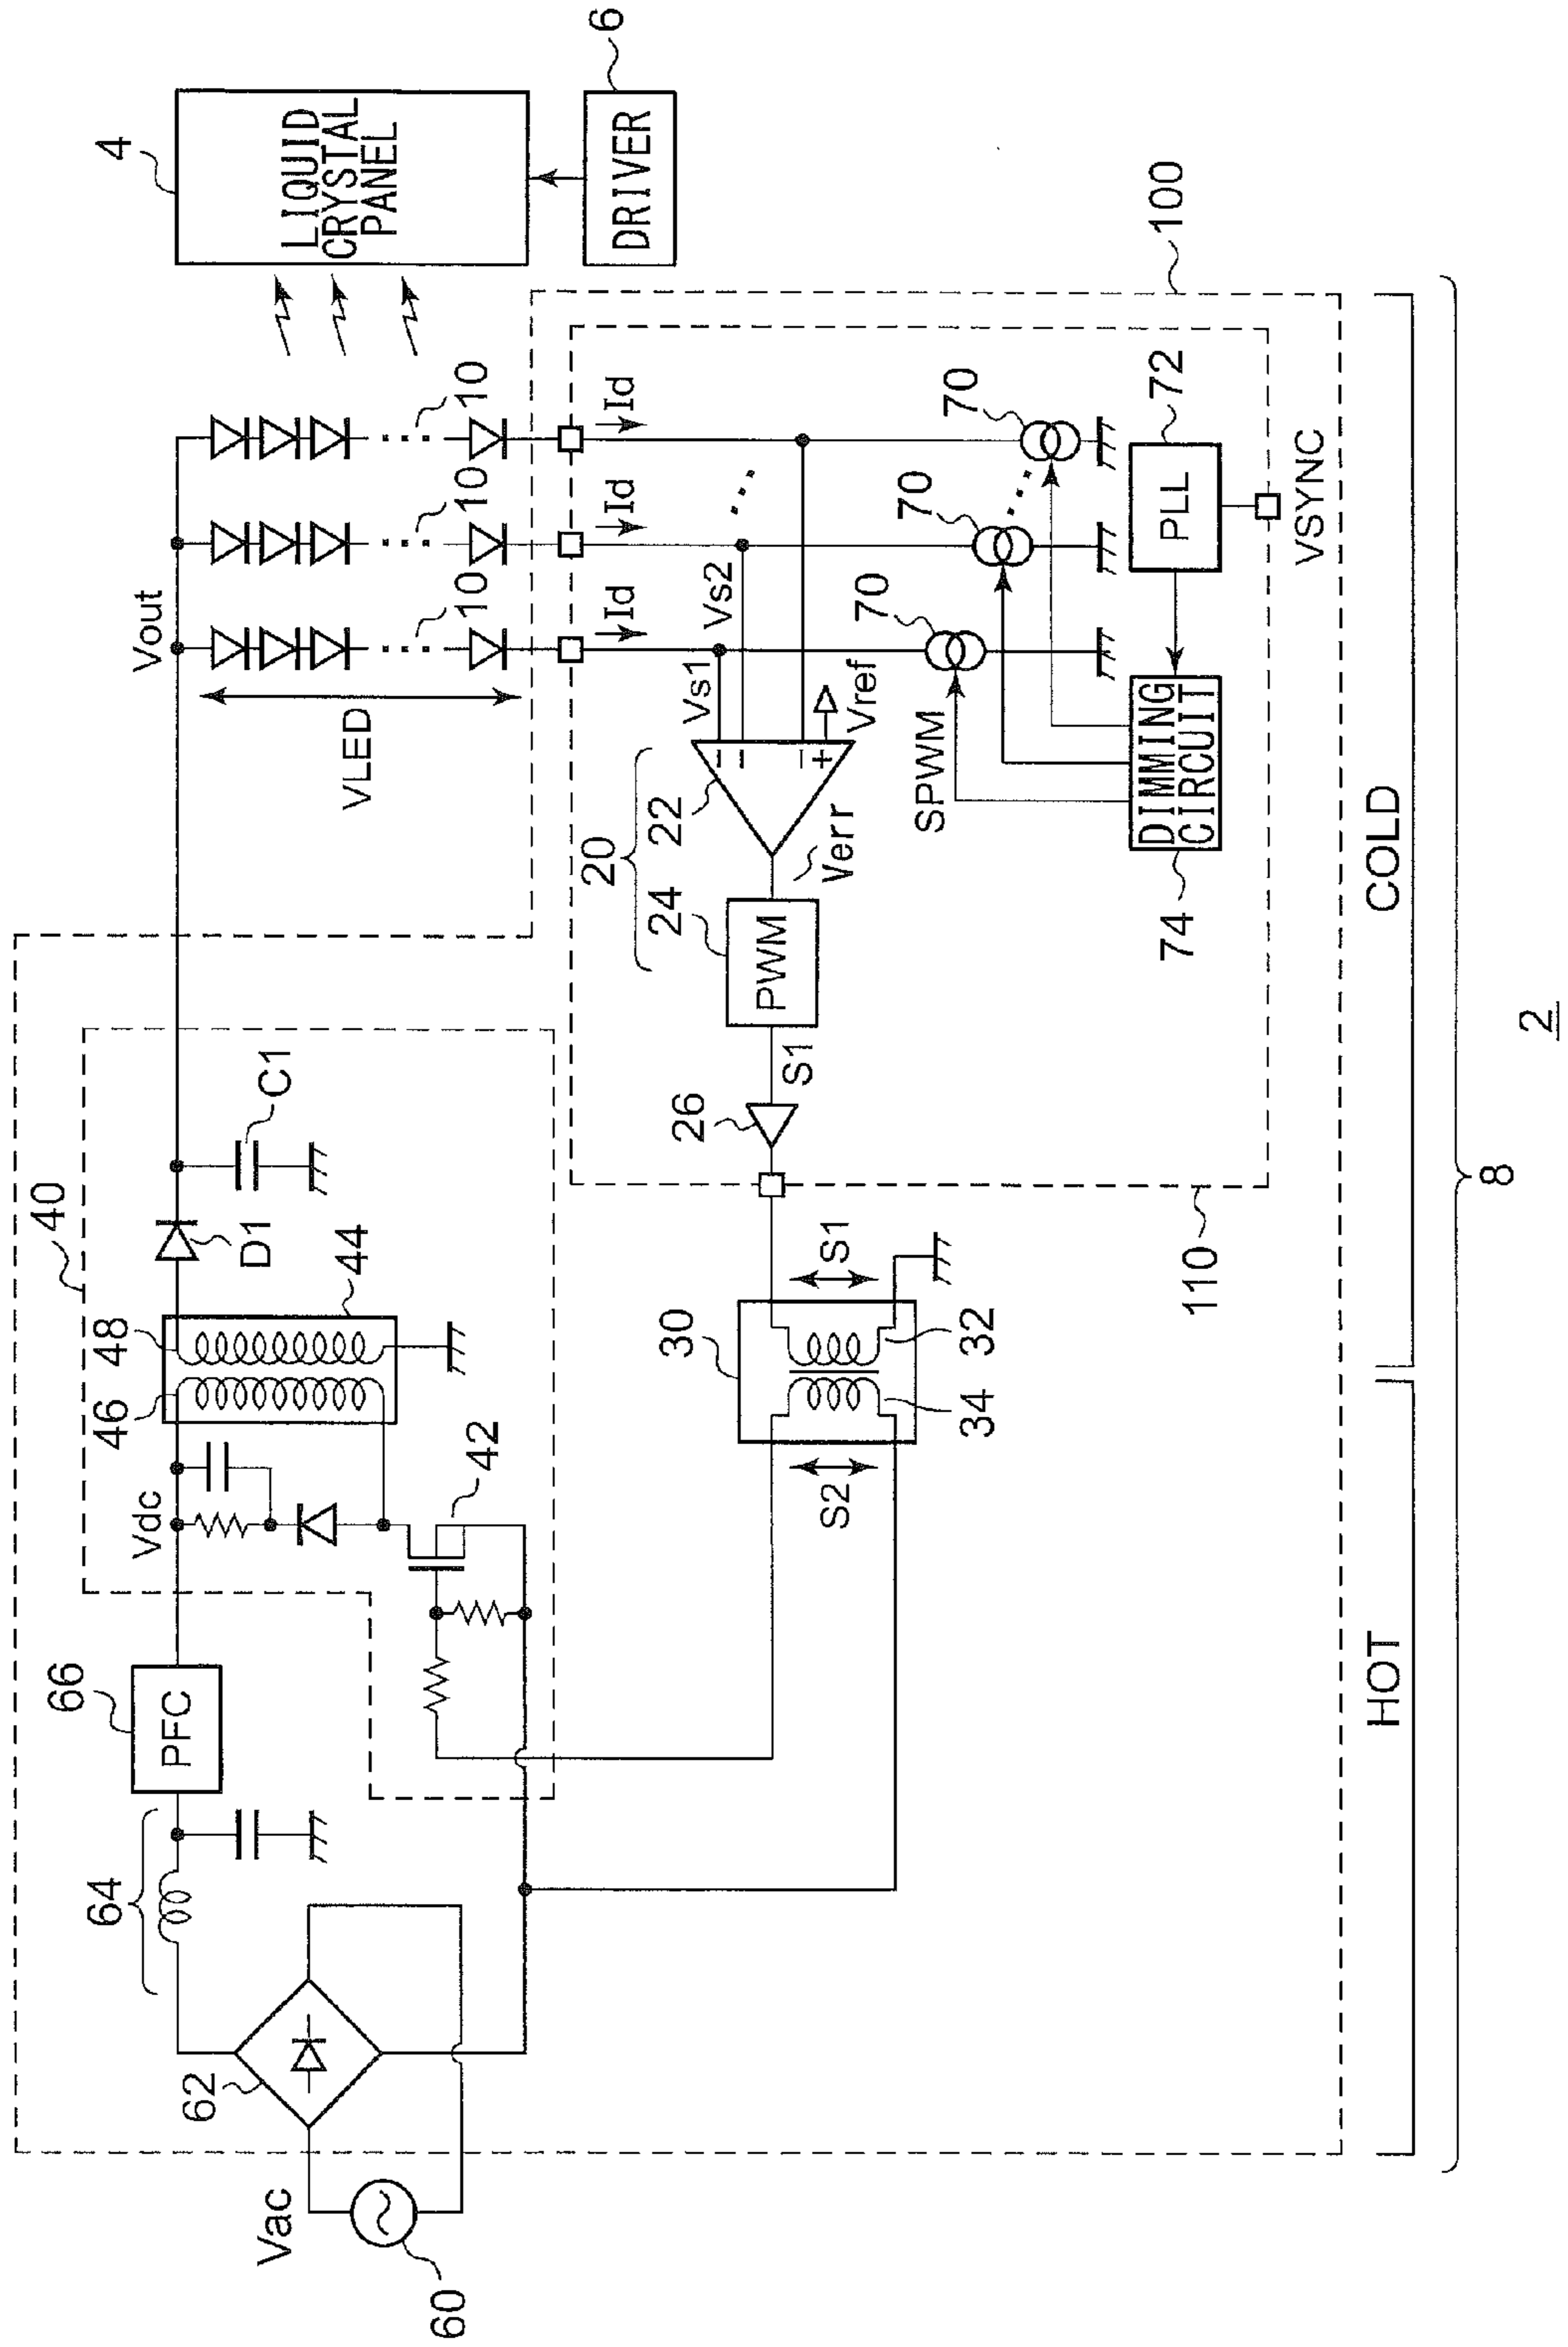 2
8
HOT
COLD
100
110
4
LIQUID
CRYSTAL
PANEL
6
DRIVER
Vac
60
62
64
66
PFC
40
Vdc
46
48
44
42
D1
C1
Vout
VLED
10
10
10
Id
Id
Id
30
S2
S1
34
32
26
S1
20
24
22
PWM
Verr
Vs1
Vs2
−
−
−
+
Vref
SPWM
70
70
70
74
DIMMING
CIRCUIT
72
PLL
VSYNC